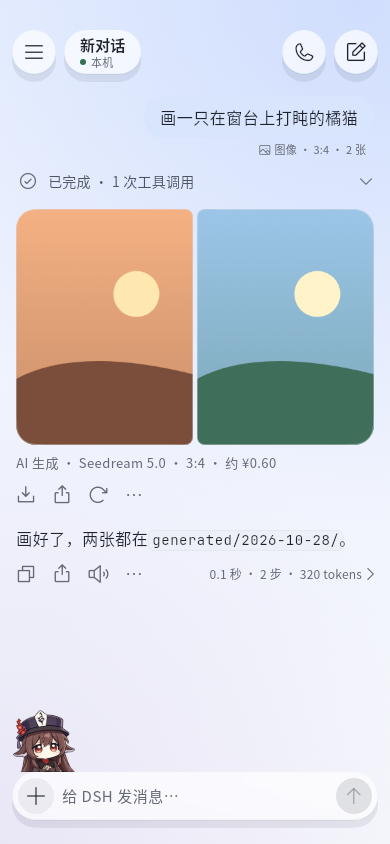 新对话
本机
画一只在窗台上打盹的橘猫
图像 · 3:4 · 2 张
已完成 · 1 次工具调用
AI 生成 · Seedream 5.0 · 3:4 · 约 ¥0.60
画好了，两张都在 generated/2026-10-28/。
0.1 秒 · 2 步 · 320 tokens
给 DSH 发消息…